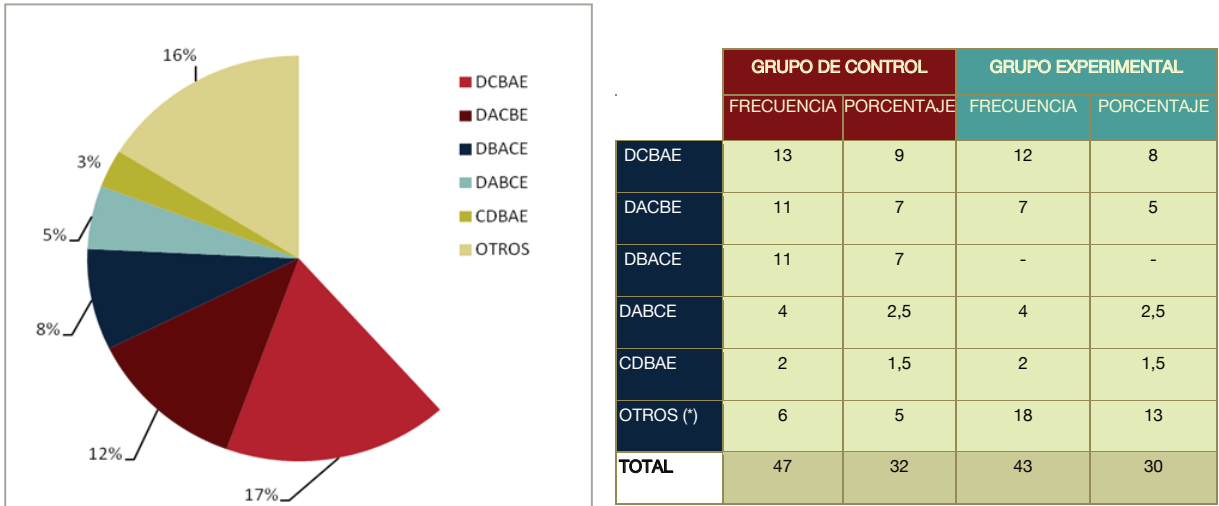 16%
3%
5%
8%
12%
17%
DCBAE
DACBE
DBACE
DABCE
CDBAE
OTROS
GRUPO DE CONTROL GRUPO EXPERIMENTAL
FRECUENCIA PORCENTAJE FRECUENCIA PORCENTAJE
DCBAE 13 9 12 8
DACBE 11 7 7 5
DBACE 11 7 - -
DABCE 4 2,5 4 2,5
CDBAE 2 1,5 2 1,5
OTROS (*) 6 5 18 13
TOTAL 47 32 43 30